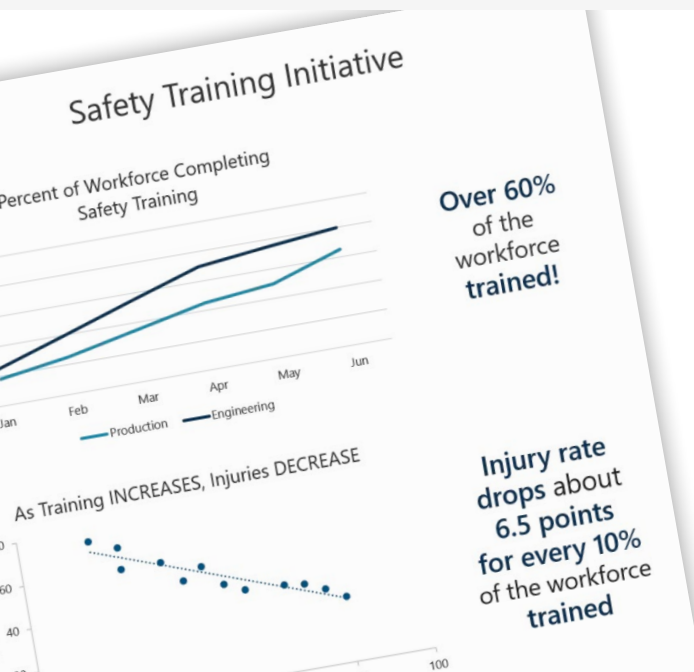 Safety Training Initiative
Percent of Workforce Completing
Safety Training
Over 60%
of the
workforce
trained!
Jan
Feb
Mar
Apr
May
Jun
Production
Engineering
As Training INCREASES, Injuries DECREASE
Injury rate
drops about
6.5 points
for every 10%
of the workforce
trained
60
40
100